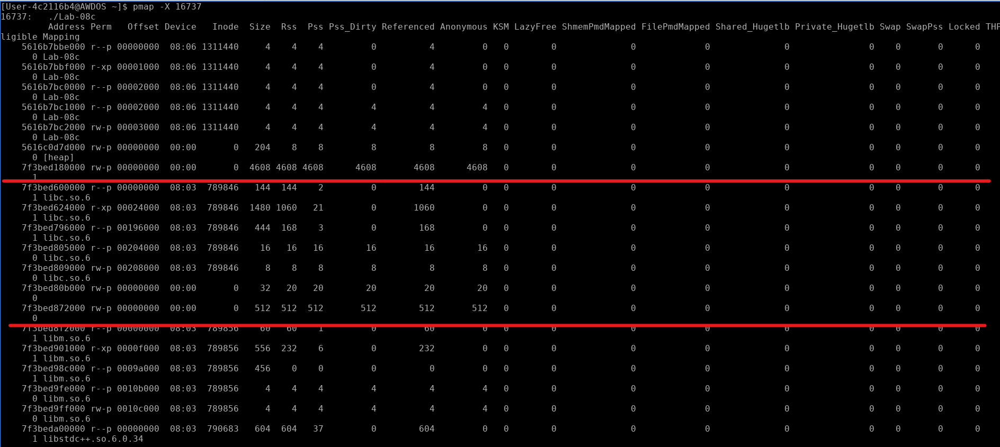 [User-4c2116b4@AWDOS ~]$ pmap -X 16737
16737:   ./Lab-08c
         Address Perm   Offset Device   Inode  Size  Rss  Pss Pss_Dirty Referenced Anonymous KSM LazyFree ShmemPmdMapped FilePmdMapped Shared_Hugetlb Private_Hugetlb Swap SwapPss Locked THP
ligible Mapping
    5616b7bbe000 r--p 00000000  08:06 1311440     4    4    4         0          4         0   0        0              0             0              0               0    0       0      0
      0 Lab-08c
    5616b7bbf000 r-xp 00001000  08:06 1311440     4    4    4         0          4         0   0        0              0             0              0               0    0       0      0
      0 Lab-08c
    5616b7bc0000 r--p 00002000  08:06 1311440     4    4    4         0          4         0   0        0              0             0              0               0    0       0      0
      0 Lab-08c
    5616b7bc1000 r--p 00002000  08:06 1311440     4    4    4         4          4         4   0        0              0             0              0               0    0       0      0
      0 Lab-08c
    5616b7bc2000 rw-p 00003000  08:06 1311440     4    4    4         4          4         4   0        0              0             0              0               0    0       0      0
      0 Lab-08c
    5616c0d7d000 rw-p 00000000  00:00       0   204    8    8         8          8         8   0        0              0             0              0               0    0       0      0
      0 [heap]
    7f3bed180000 rw-p 00000000  00:00       0  4608 4608 4608      4608       4608      4608   0        0              0             0              0               0    0       0      0
      1
    7f3bed600000 r--p 00000000  08:03  789846   144  144    2         0        144         0   0        0              0             0              0               0    0       0      0
      1 libc.so.6
    7f3bed624000 r-xp 00024000  08:03  789846  1480 1060   21         0       1060         0   0        0              0             0              0               0    0       0      0
      1 libc.so.6
    7f3bed796000 r--p 00196000  08:03  789846   444  168    3         0        168         0   0        0              0             0              0               0    0       0      0
      1 libc.so.6
    7f3bed805000 r--p 00204000  08:03  789846    16   16   16        16         16        16   0        0              0             0              0               0    0       0      0
      0 libc.so.6
    7f3bed809000 rw-p 00208000  08:03  789846     8    8    8         8          8         8   0        0              0             0              0               0    0       0      0
      0 libc.so.6
    7f3bed80b000 rw-p 00000000  00:00       0    32   20   20        20         20        20   0        0              0             0              0               0    0       0      0
      0
    7f3bed872000 rw-p 00000000  00:00       0   512  512  512       512        512       512   0        0              0             0              0               0    0       0      0
      0
    7f3bed8f2000 r--p 00000000  08:03  789856    60   60    1         0         60         0   0        0              0             0              0               0    0       0      0
      1 libm.so.6
    7f3bed901000 r-xp 0000f000  08:03  789856   556  232    6         0        232         0   0        0              0             0              0               0    0       0      0
      1 libm.so.6
    7f3bed98c000 r--p 0009a000  08:03  789856   456    0    0         0          0         0   0        0              0             0              0               0    0       0      0
      1 libm.so.6
    7f3bed9fe000 r--p 0010b000  08:03  789856     4    4    4         4          4         4   0        0              0             0              0               0    0       0      0
      0 libm.so.6
    7f3bed9ff000 rw-p 0010c000  08:03  789856     4    4    4         4          4         4   0        0              0             0              0               0    0       0      0
      0 libm.so.6
    7f3beda00000 r--p 00000000  08:03  790683   604  604   37         0        604         0   0        0              0             0              0               0    0       0      0
      1 libstdc++.so.6.0.34